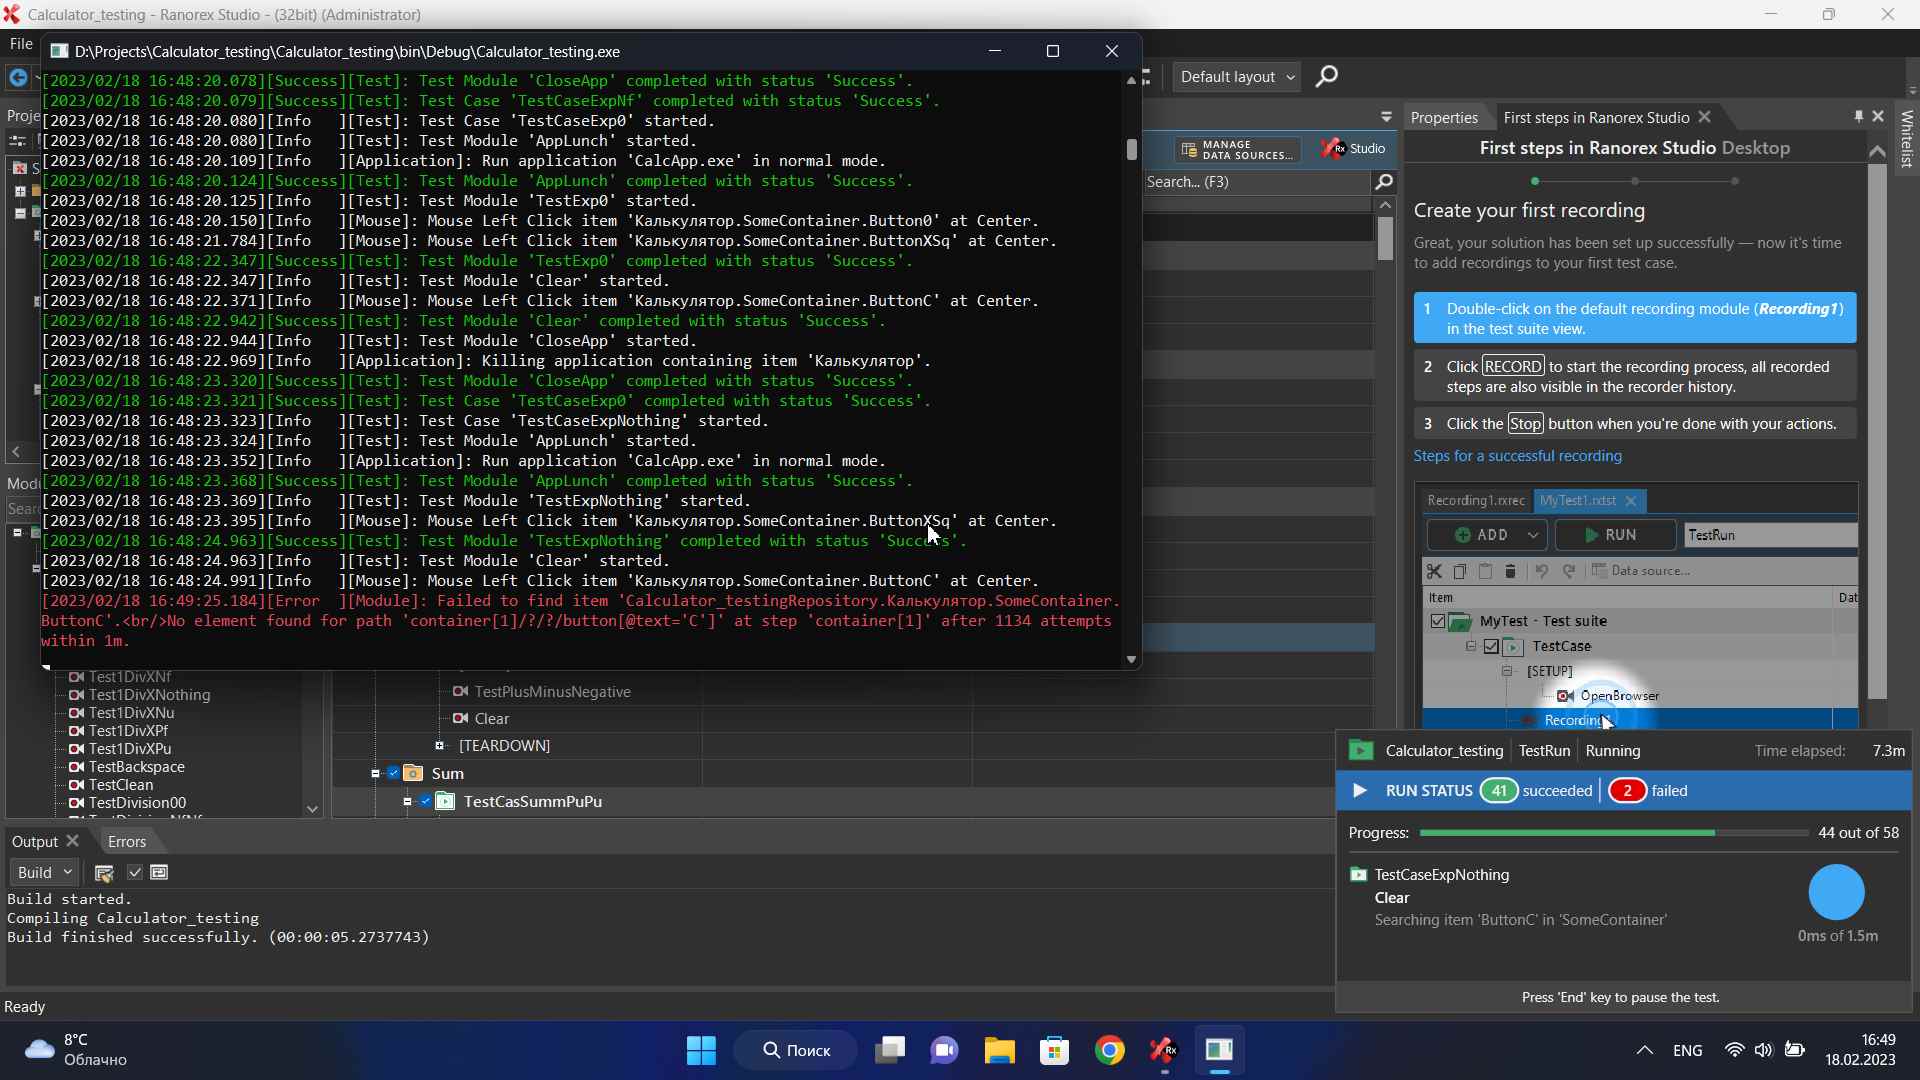 Calculator_testing - Ranorex Studio - (32bit) (Administrator)
File
D:\Projects\Calculator_testing\Calculator_testing\bin\Debug\Calculator_testing.exe
Default layout
[2023/02/18 16:48:20.078][Success][Test]: Test Module 'CloseApp' completed with status 'Success'.
[2023/02/18 16:48:20.079][Success][Test]: Test Case 'TestCaseExpNf' completed with status 'Success'.
[2023/02/18 16:48:20.080][Info   ][Test]: Test Case 'TestCaseExp0' started.
[2023/02/18 16:48:20.080][Info   ][Test]: Test Module 'AppLunch' started.
[2023/02/18 16:48:20.109][Info   ][Application]: Run application 'CalcApp.exe' in normal mode.
[2023/02/18 16:48:20.124][Success][Test]: Test Module 'AppLunch' completed with status 'Success'.
[2023/02/18 16:48:20.125][Info   ][Test]: Test Module 'TestExp0' started.
[2023/02/18 16:48:20.150][Info   ][Mouse]: Mouse Left Click item 'Калькулятор.SomeContainer.Button0' at Center.
[2023/02/18 16:48:21.784][Info   ][Mouse]: Mouse Left Click item 'Калькулятор.SomeContainer.ButtonXSq' at Center.
[2023/02/18 16:48:22.347][Success][Test]: Test Module 'TestExp0' completed with status 'Success'.
[2023/02/18 16:48:22.347][Info   ][Test]: Test Module 'Clear' started.
[2023/02/18 16:48:22.371][Info   ][Mouse]: Mouse Left Click item 'Калькулятор.SomeContainer.ButtonC' at Center.
[2023/02/18 16:48:22.942][Success][Test]: Test Module 'Clear' completed with status 'Success'.
[2023/02/18 16:48:22.944][Info   ][Test]: Test Module 'CloseApp' started.
[2023/02/18 16:48:22.969][Info   ][Application]: Killing application containing item 'Калькулятор'.
[2023/02/18 16:48:23.320][Success][Test]: Test Module 'CloseApp' completed with status 'Success'.
[2023/02/18 16:48:23.321][Success][Test]: Test Case 'TestCaseExp0' completed with status 'Success'.
[2023/02/18 16:48:23.323][Info   ][Test]: Test Case 'TestCaseExpNothing' started.
[2023/02/18 16:48:23.324][Info   ][Test]: Test Module 'AppLunch' started.
[2023/02/18 16:48:23.352][Info   ][Application]: Run application 'CalcApp.exe' in normal mode.
[2023/02/18 16:48:23.368][Success][Test]: Test Module 'AppLunch' completed with status 'Success'.
[2023/02/18 16:48:23.369][Info   ][Test]: Test Module 'TestExpNothing' started.
[2023/02/18 16:48:23.395][Info   ][Mouse]: Mouse Left Click item 'Калькулятор.SomeContainer.ButtonXSq' at Center.
[2023/02/18 16:48:24.963][Success][Test]: Test Module 'TestExpNothing' completed with status 'Success'.
[2023/02/18 16:48:24.963][Info   ][Test]: Test Module 'Clear' started.
[2023/02/18 16:48:24.991][Info   ][Mouse]: Mouse Left Click item 'Калькулятор.SomeContainer.ButtonC' at Center.
[2023/02/18 16:49:25.184][Error  ][Module]: Failed to find item 'Calculator_testingRepository.Калькулятор.SomeContainer.
ButtonC'.<br/>No element found for path 'container[1]/?/?/button[@text='C']' at step 'container[1]' after 1134 attempts
within 1m.
Proje
S
Modu
Sear
MANAGE
DATA SOURCES...
Rx Studio
Search... (F3)
Properties
First steps in Ranorex Studio
Whitelist
First steps in Ranorex Studio Desktop
Create your first recording
Great, your solution has been set up successfully — now it's time
to add recordings to your first test case.
1 Double-click on the default recording module (Recording1)
in the test suite view.
2 Click RECORD to start the recording process, all recorded
steps are also visible in the recorder history.
3 Click the Stop button when you're done with your actions.
Steps for a successful recording
Recording1.rxrec
MyTest1.rxtst
ADD
RUN
TestRun
Data source...
Item
Dat
MyTest - Test suite
TestCase
[SETUP]
OpenBrowser
Recording
Test1DivXNf
Test1DivXNothing
Test1DivXNu
Test1DivXPf
Test1DivXPu
TestBackspace
TestClean
TestDivision00
TestPlusMinusNegative
Clear
[TEARDOWN]
Sum
TestCasSummPuPu
Calculator_testing
TestRun
Running
Time elapsed: 7.3m
RUN STATUS 41 succeeded 2 failed
Progress: 44 out of 58
TestCaseExpNothing
Clear
Searching item 'ButtonC' in 'SomeContainer'
0ms of 1.5m
Press 'End' key to pause the test.
Output
Errors
Build
Build started.
Compiling Calculator_testing
Build finished successfully. (00:00:05.2737743)
Ready
8°C
Облачно
Поиск
Rx
ENG
16:49
18.02.2023